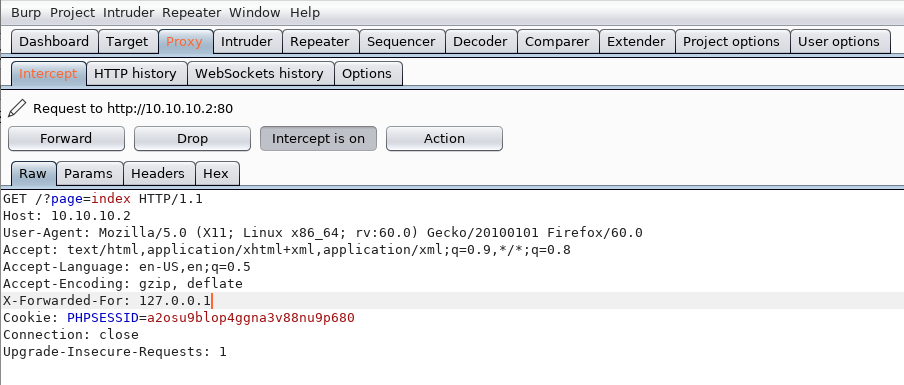 Burp Project Intruder Repeater Window Help
Dashboard Target Proxy Intruder Repeater Sequencer Decoder Comparer Extender Project options User options
Intercept HTTP history WebSockets history Options
Request to http://10.10.10.2:80
Forward Drop Intercept is on Action
Raw Params Headers Hex
GET /?page=index HTTP/1.1
Host: 10.10.10.2
User-Agent: Mozilla/5.0 (X11; Linux x86_64; rv:60.0) Gecko/20100101 Firefox/60.0
Accept: text/html,application/xhtml+xml,application/xml;q=0.9,*/*;q=0.8
Accept-Language: en-US,en;q=0.5
Accept-Encoding: gzip, deflate
X-Forwarded-For: 127.0.0.1
Cookie: PHPSESSID=a2osu9blop4ggna3v88nu9p680
Connection: close
Upgrade-Insecure-Requests: 1